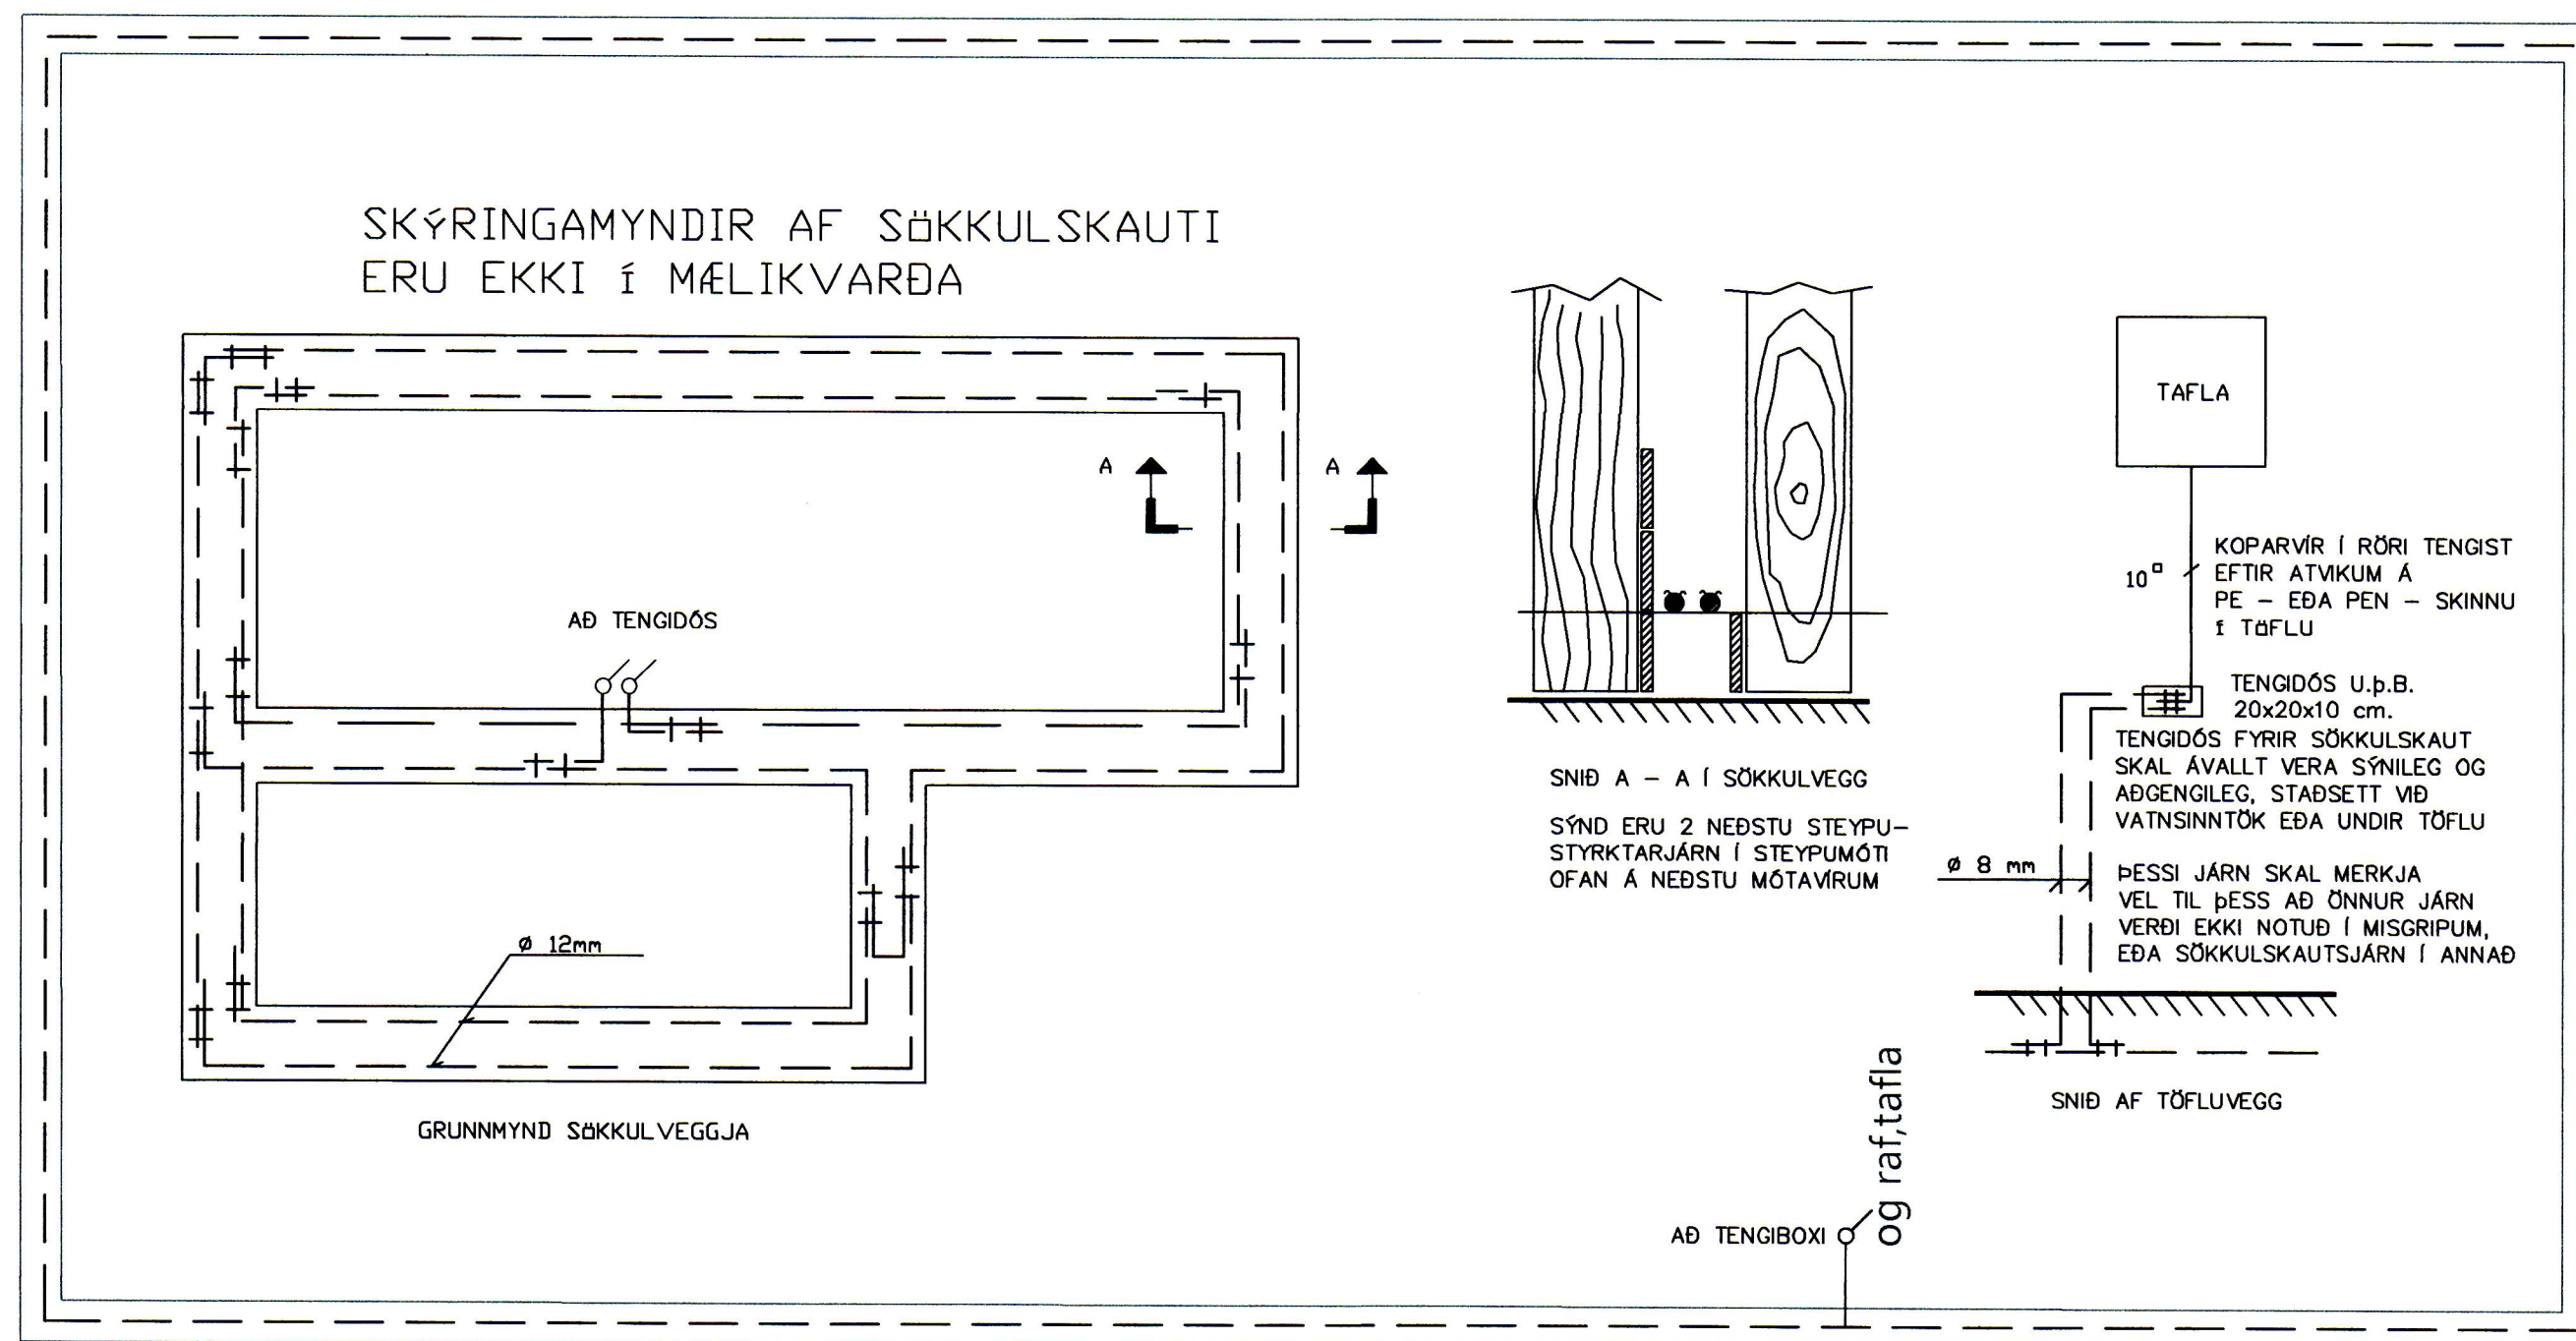 SKÝRINGAMYNDIR AF SÖKKULSKAUTI
ERU EKKI Í MÆLIKVARÐA
A
A
AÐ TENGIDÓS
Ø 12mm
GRUNNMYND SÖKKULVEGGJA
SNIÐ A – A Í SÖKKULVEGG
SÝND ERU 2 NEÐSTU STEYPU–
STYRKTARJÁRN Í STEYPUMÓTI
OFAN Á NEÐSTU MÓTAVÍRUM
TAFLA
10□
KOPARVÍR Í RÖRI TENGIST
EFTIR ATVIKUM Á
PE – EÐA PEN – SKINNU
Í TÖFLU
TENGIDÓS U.þ.B.
20x20x10 cm.
TENGIDÓS FYRIR SÖKKULSKAUT
SKAL ÁVALLT VERA SÝNILEG OG
AÐGENGILEG, STAÐSETT VIÐ
VATNSINNTÖK EÐA UNDIR TÖFLU
Ø 8 mm
ÞESSI JÁRN SKAL MERKJA
VEL TIL þESS AÐ ÖNNUR JÁRN
VERÐI EKKI NOTUÐ Í MISGRIPUM,
EÐA SÖKKULSKAUTSJÁRN Í ANNAÐ
SNIÐ AF TÖFLUVEGG
AÐ TENGIBOXI
og raf,tafla